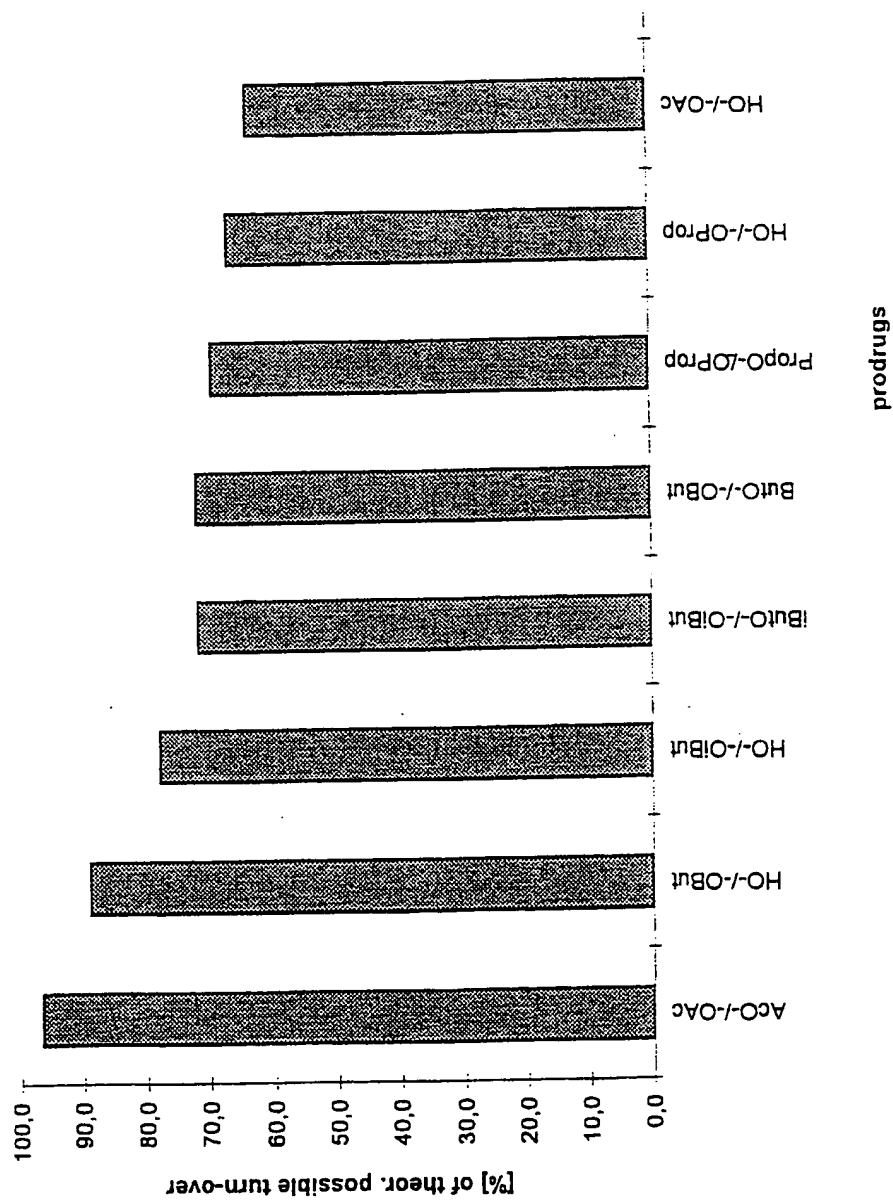 [%] of theor. possible turn-over
100,0
90,0
80,0
70,0
60,0
50,0
40,0
30,0
20,0
10,0
0,0
AcO-/-OAc
HO-/-OBut
HO-/-OiBut
iButO-/-OiBut
ButO-/-OBut
PropO-/OProp
HO-/-OProp
HO-/-OAc
prodrugs